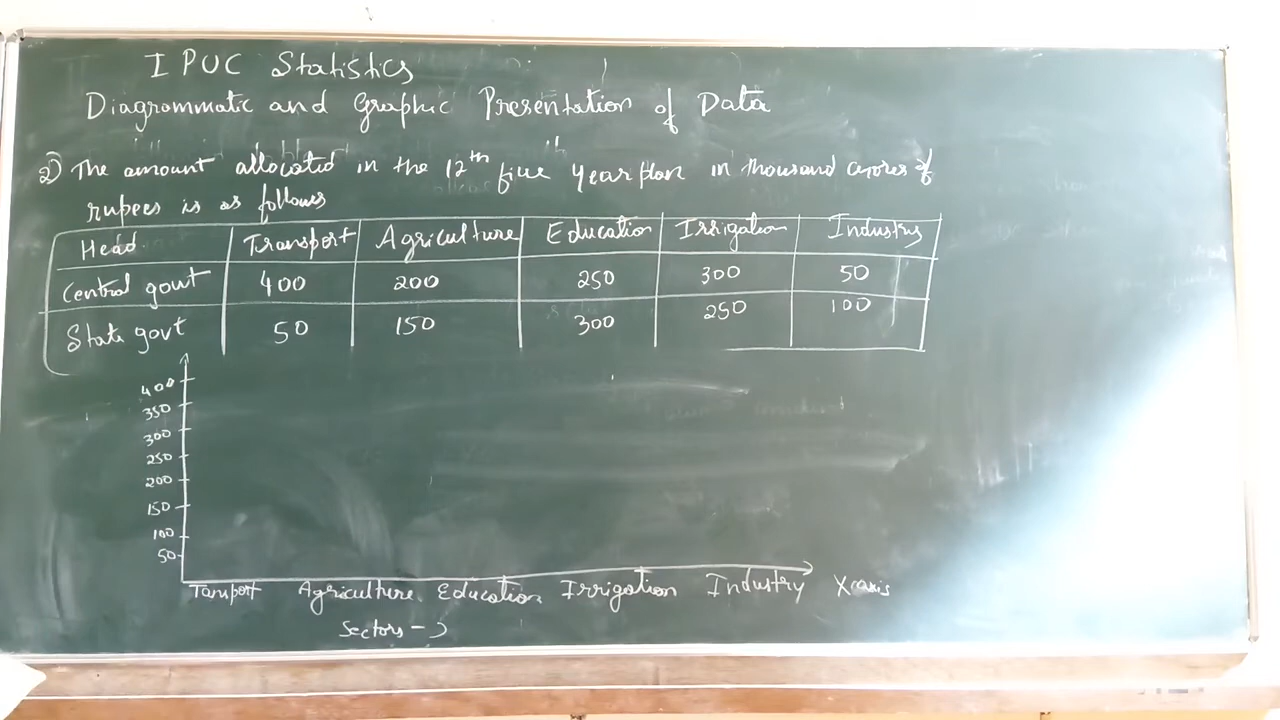 I PUC Statistics
Diagrommatic and Graphic Presentation of Data
2) The amount allocated in the 12th five year plan in thousand crores of
rupees is as follows
Head Transport Agriculture Education Irrigation Industry
Central govt 400 200 250 300 50
State govt 50 150 300 250 100
400
350
300
250
200
150
100
50
Tansport Agriculture Education Irrigation Industry X axis
Sectors ->